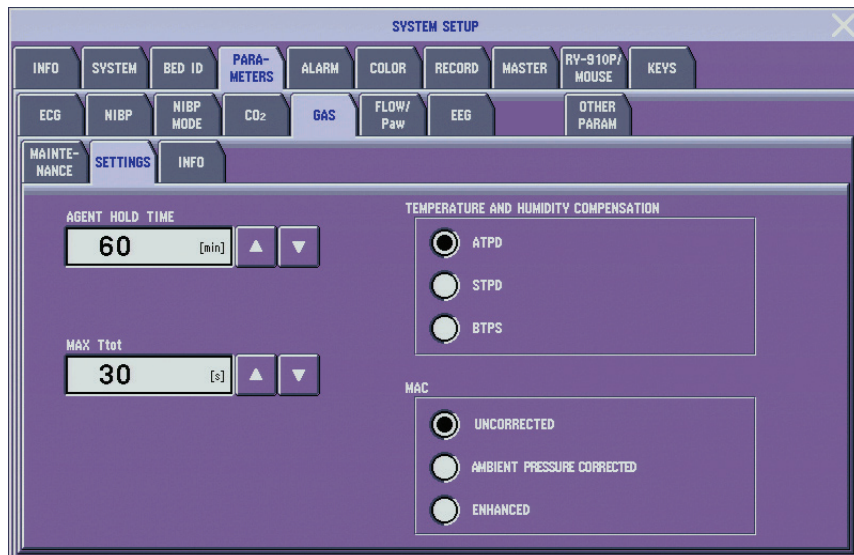 SYSTEM SETUP
INFO SYSTEM BED ID PARA-METERS ALARM COLOR RECORD MASTER RY-910P/MOUSE KEYS
ECG NIBP NIBP MODE CO₂ GAS FLOW/Paw EEG OTHER PARAM
MAINTE-NANCE SETTINGS INFO
AGENT HOLD TIME
60 [min]
MAX Ttot
30 [s]
TEMPERATURE AND HUMIDITY COMPENSATION
ATPD
STPD
BTPS
MAC
UNCORRECTED
AMBIENT PRESSURE CORRECTED
ENHANCED